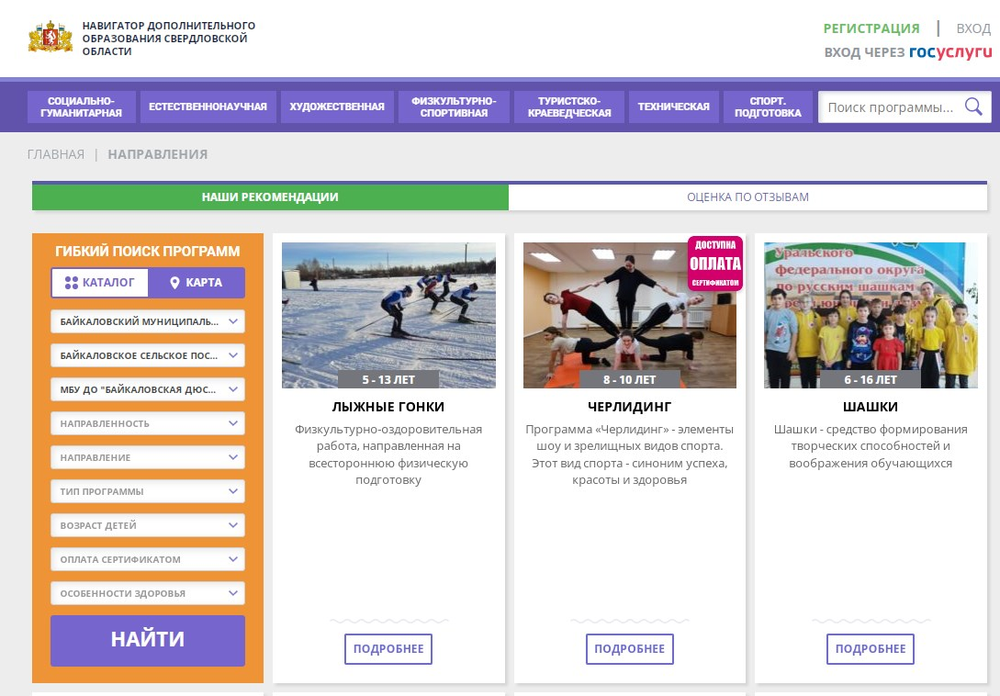 НАВИГАТОР ДОПОЛНИТЕЛЬНОГО
ОБРАЗОВАНИЯ СВЕРДЛОВСКОЙ
ОБЛАСТИ
РЕГИСТРАЦИЯ | ВХОД
ВХОД ЧЕРЕЗ госуслуги
СОЦИАЛЬНО-
ГУМАНИТАРНАЯ
ЕСТЕСТВЕННОНАУЧНАЯ
ХУДОЖЕСТВЕННАЯ
ФИЗКУЛЬТУРНО-
СПОРТИВНАЯ
ТУРИСТСКО-
КРАЕВЕДЧЕСКАЯ
ТЕХНИЧЕСКАЯ
СПОРТ.
ПОДГОТОВКА
Поиск программы...
ГЛАВНАЯ | НАПРАВЛЕНИЯ
НАШИ РЕКОМЕНДАЦИИ
ОЦЕНКА ПО ОТЗЫВАМ
ГИБКИЙ ПОИСК ПРОГРАММ
КАТАЛОГ
КАРТА
БАЙКАЛОВСКИЙ МУНИЦИПАЛЬ...
БАЙКАЛОВСКОЕ СЕЛЬСКОЕ ПОС...
МБУ ДО "БАЙКАЛОВСКАЯ ДЮС...
НАПРАВЛЕННОСТЬ
НАПРАВЛЕНИЕ
ТИП ПРОГРАММЫ
ВОЗРАСТ ДЕТЕЙ
ОПЛАТА СЕРТИФИКАТОМ
ОСОБЕННОСТИ ЗДОРОВЬЯ
НАЙТИ
5 - 13 ЛЕТ
ЛЫЖНЫЕ ГОНКИ
Физкультурно-оздоровительная
работа, направленная на
всестороннюю физическую
подготовку
ПОДРОБНЕЕ
ДОСТУПНА
ОПЛАТА
СЕРТИФИКАТОМ
8 - 10 ЛЕТ
ЧЕРЛИДИНГ
Программа «Черлидинг» - элементы
шоу и зрелищных видов спорта.
Этот вид спорта - синоним успеха,
красоты и здоровья
ПОДРОБНЕЕ
Уральского
федерального округа
по русским шашкам
6 - 16 ЛЕТ
ШАШКИ
Шашки - средство формирования
творческих способностей и
воображения обучающихся
ПОДРОБНЕЕ